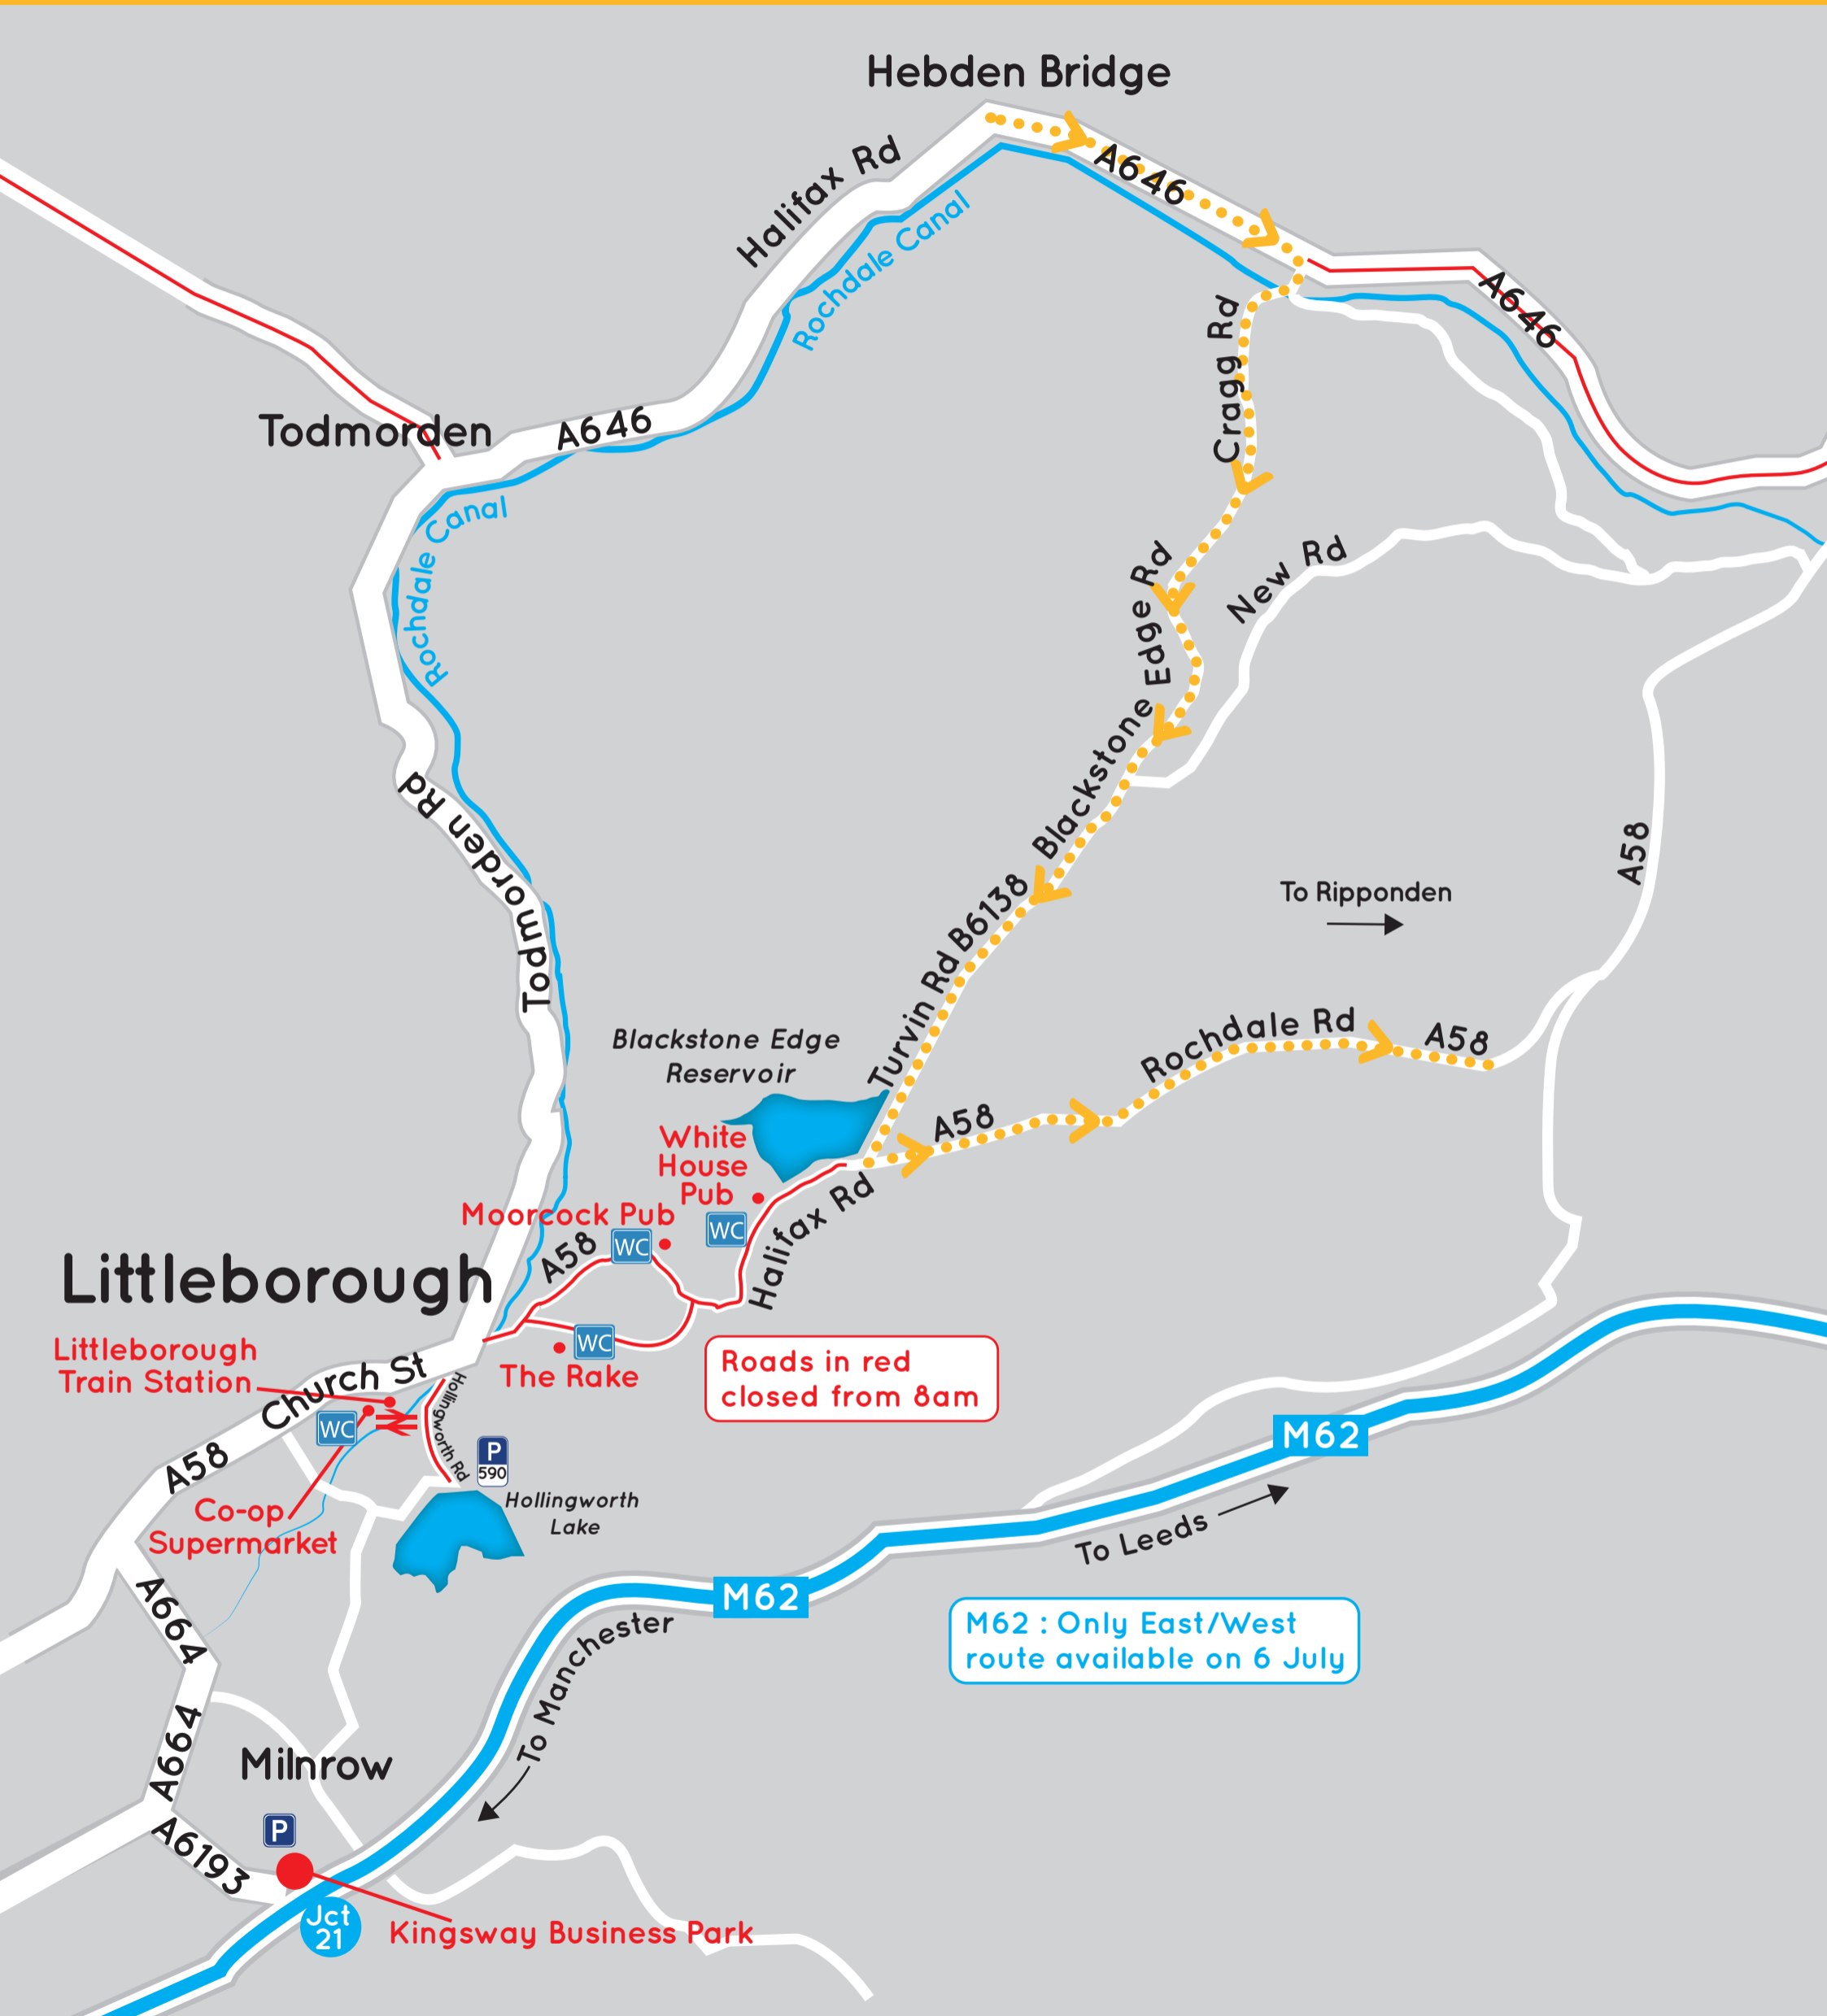 Hebden Bridge
Halifax Rd
A646
Rochdale Canal
Cragg Rd
A646
Todmorden
A646
Rochdale Canal
New Rd
Blackstone Edge Rd
Todmorden Rd
A58
To Ripponden
Turvin Rd B6138
Blackstone Edge
Reservoir
Rochdale Rd
A58
A58
White
House
Pub
WC
Halifax Rd
Moorcock Pub
WC
A58
Littleborough
WC
The Rake
Roads in red
closed from 8am
Littleborough
Train Station
Church St
WC
Hollingworth Rd
P
590
A58
Hollingworth
Lake
Co-op
Supermarket
M62
To Leeds
M62
To Manchester
M62 : Only East/West
route available on 6 July
A664
A664
Milnrow
P
A6193
Jct
21
Kingsway Business Park